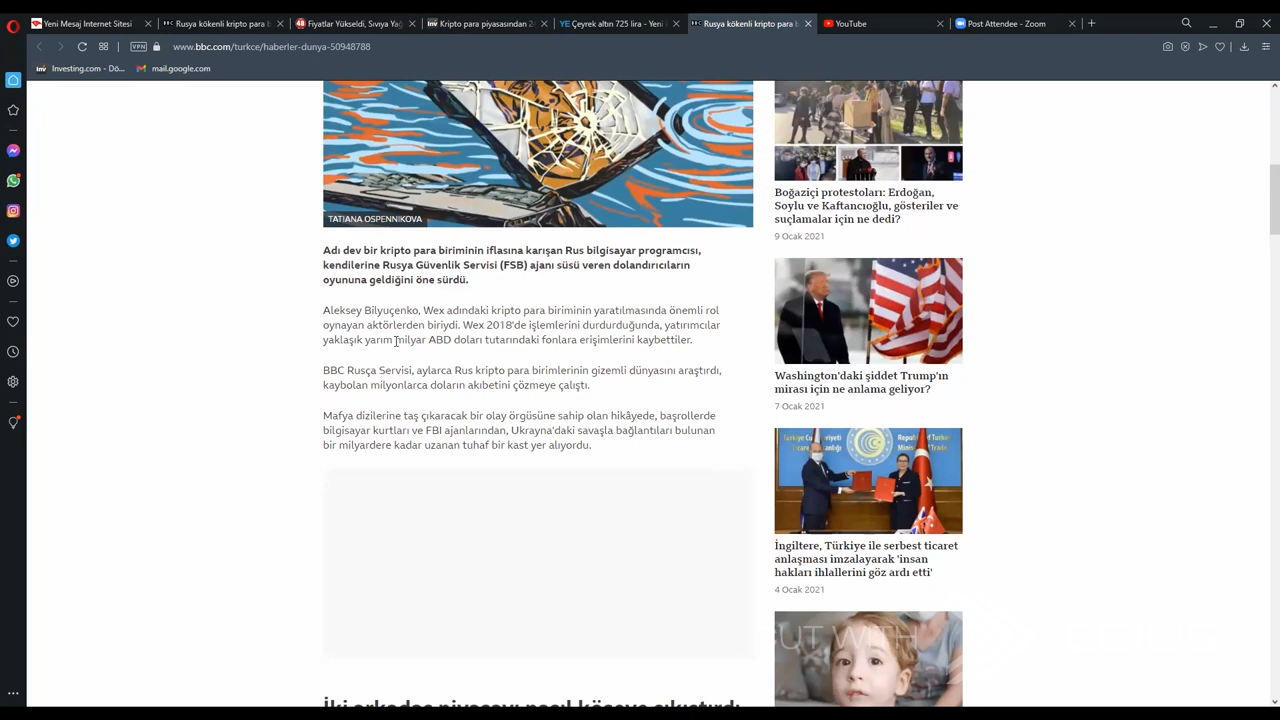 Yeni Mesaj Internet Sitesi
Rusya kökenli kripto para b
Fiyatlar Yükseldi, Sıvıya Yağ
Kripto para piyasasından 2
Çeyrek altın 725 lira - Yeni
Rusya kökenli kripto para b
YouTube
Post Attendee - Zoom
VPN
www.bbc.com/turkce/haberler-dunya-50948788
Investing.com - Dö...
mail.google.com
TATIANA OSPENNIKOVA
Adı dev bir kripto para biriminin iflasına karışan Rus bilgisayar programcısı,
kendilerine Rusya Güvenlik Servisi (FSB) ajanı süsü veren dolandırıcıların
oyununa geldiğini öne sürdü.
Aleksey Bilyuçenko, Wex adındaki kripto para biriminin yaratılmasında önemli rol
oynayan aktörlerden biriydi. Wex 2018'de işlemlerini durdurduğunda, yatırımcılar
yaklaşık yarım milyar ABD doları tutarındaki fonlara erişimlerini kaybettiler.
BBC Rusça Servisi, aylarca Rus kripto para birimlerinin gizemli dünyasını araştırdı,
kaybolan milyonlarca doların akıbetini çözmeye çalıştı.
Mafya dizilerine taş çıkaracak bir olay örgüsüne sahip olan hikâyede, başrollerde
bilgisayar kurtları ve FBI ajanlarından, Ukrayna'daki savaşla bağlantıları bulunan
bir milyardere kadar uzanan tuhaf bir kast yer alıyordu.
Boğaziçi protestoları: Erdoğan,
Soylu ve Kaftancıoğlu, gösteriler ve
suçlamalar için ne dedi?
9 Ocak 2021
Washington'daki şiddet Trump'ın
mirası için ne anlama geliyor?
7 Ocak 2021
İngiltere, Türkiye ile serbest ticaret
anlaşması imzalayarak 'insan
hakları ihlallerini göz ardı etti'
4 Ocak 2021
CUT WITH